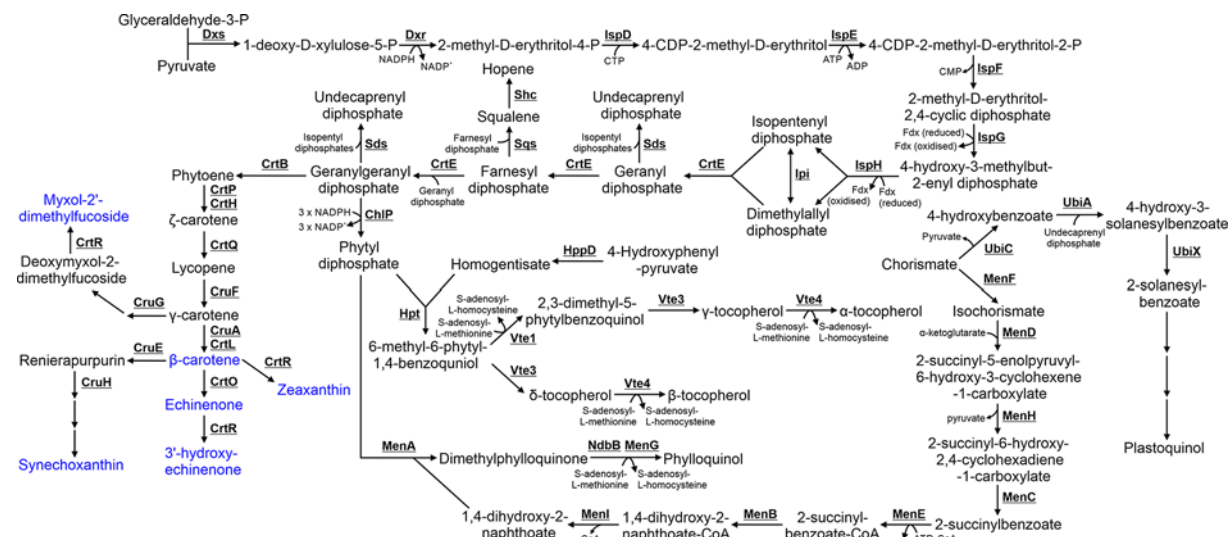 Glyceraldehyde-3-P
Dxs
Pyruvate
1-deoxy-D-xylulose-5-P
Dxr
NADPH
NADP+
2-methyl-D-erythritol-4-P
IspD
CTP
4-CDP-2-methyl-D-erythritol
IspE
ATP
ADP
4-CDP-2-methyl-D-erythritol-2-P
CMP
IspF
2-methyl-D-erythritol-
2,4-cyclic diphosphate
Fdx (reduced)
Fdx (oxidised)
IspG
4-hydroxy-3-methylbut-
2-enyl diphosphate
IspH
Fdx
(oxidised)
Fdx
(reduced)
Isopentenyl
diphosphate
Ipi
Dimethylallyl
diphosphate
CrtE
Geranyl
diphosphate
Isopentyl
diphosphates
Sds
Undecaprenyl
diphosphate
CrtE
Farnesyl
diphosphate
Farnesyl
diphosphate
Sqs
Squalene
Shc
Hopene
CrtE
Geranyl
diphosphate
Geranylgeranyl
diphosphate
Isopentyl
diphosphates
Sds
Undecaprenyl
diphosphate
CrtB
Phytoene
CrtP
CrtH
ζ-carotene
CrtQ
Lycopene
CruF
γ-carotene
CruG
Deoxymyxol-2-
dimethylfucoside
CrtR
Myxol-2'-
dimethylfucoside
CruA
CrtL
β-carotene
CruE
Renierapurpurin
CruH
Synechoxanthin
CrtR
Zeaxanthin
CrtO
Echinenone
CrtR
3'-hydroxy-
echinenone
3 x NADPH
3 x NADP+
ChlP
Phytyl
diphosphate
4-Hydroxyphenyl
-pyruvate
HppD
Homogentisate
Hpt
6-methyl-6-phytyl-
1,4-benzoquniol
S-adenosyl-
L-homocysteine
S-adenosyl-
L-methionine
Vte1
2,3-dimethyl-5-
phytylbenzoquinol
Vte3
γ-tocopherol
Vte4
S-adenosyl-
L-methionine
S-adenosyl-
L-homocysteine
α-tocopherol
Vte3
δ-tocopherol
Vte4
S-adenosyl-
L-methionine
S-adenosyl-
L-homocysteine
β-tocopherol
MenA
Dimethylphylloquinone
NdbB MenG
S-adenosyl-
L-methionine
S-adenosyl-
L-homocysteine
Phylloquinol
Chorismate
Pyruvate
UbiC
4-hydroxybenzoate
UbiA
Undecaprenyl
diphosphate
4-hydroxy-3-
solanesylbenzoate
UbiX
2-solanesyl-
benzoate
Plastoquinol
MenF
Isochorismate
α-ketoglutarate
MenD
2-succinyl-5-enolpyruvyl-
6-hydroxy-3-cyclohexene
-1-carboxylate
pyruvate
MenH
2-succinyl-6-hydroxy-
2,4-cyclohexadiene
-1-carboxylate
MenC
2-succinylbenzoate
MenE
2-succinyl-
benzoate-CoA
MenB
1,4-dihydroxy-2-
naphthoate-CoA
MenI
1,4-dihydroxy-2-
naphthoate